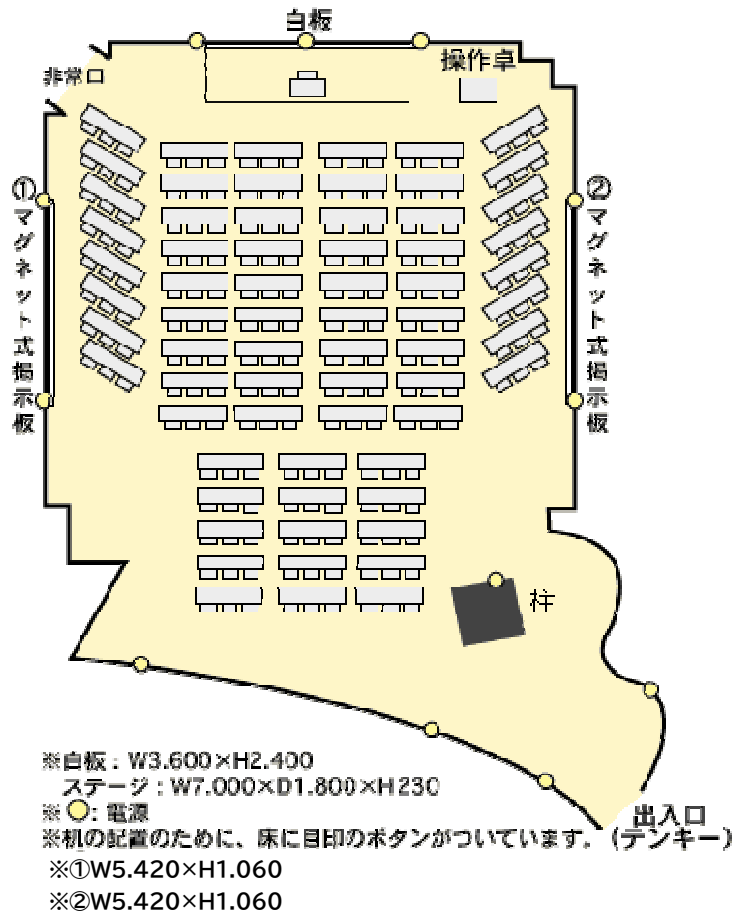 白板
操作卓
非常口
①マグネット式掲示板
②マグネット式掲示板
柱
※白板：W3.600×H2.400
ステージ：W7.000×D1.800×H230
※ : 電源
※机の配置のために、床に目印のボタンがついています。（テンキー）
出入口
※①W5.420×H1.060
※②W5.420×H1.060